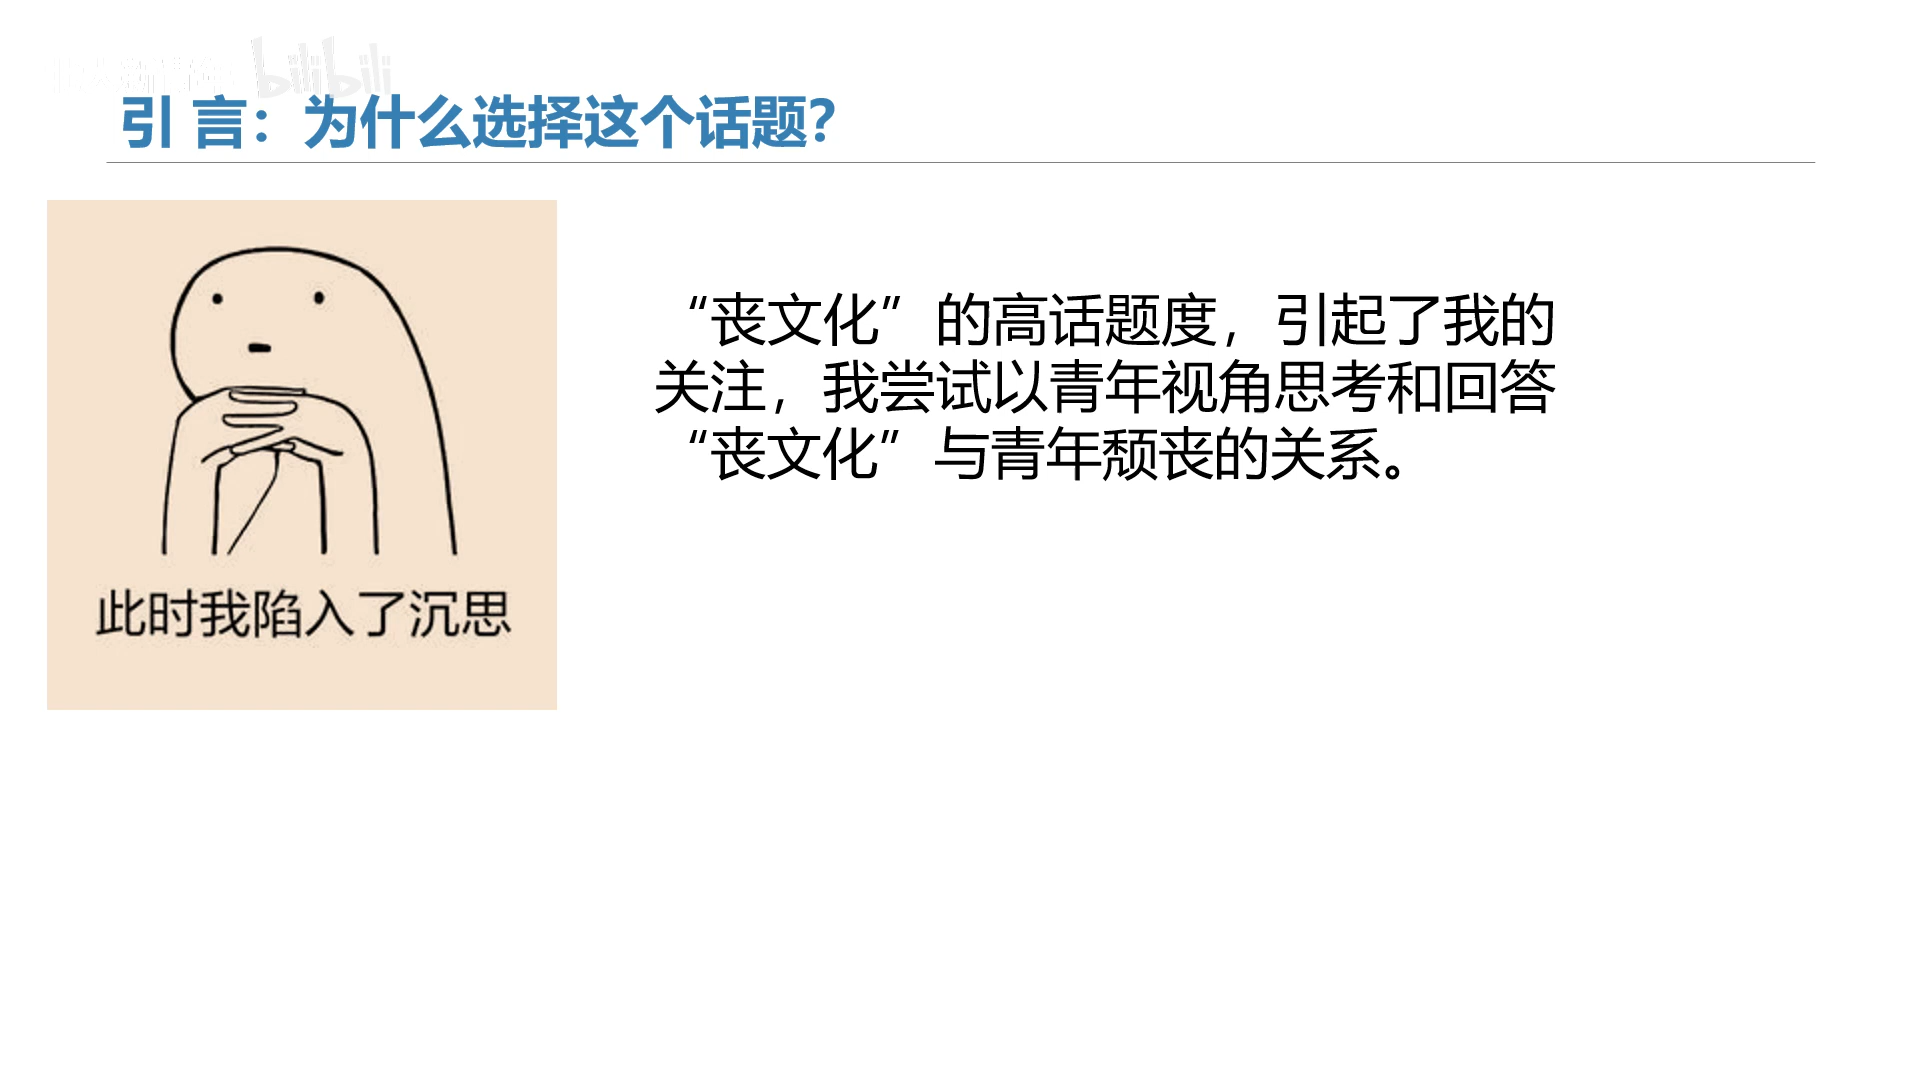 bilibili
引 言：为什么选择这个话题?
“丧文化”的高话题度，引起了我的
关注，我尝试以青年视角思考和回答
“丧文化”与青年颓丧的关系。
此时我陷入了沉思